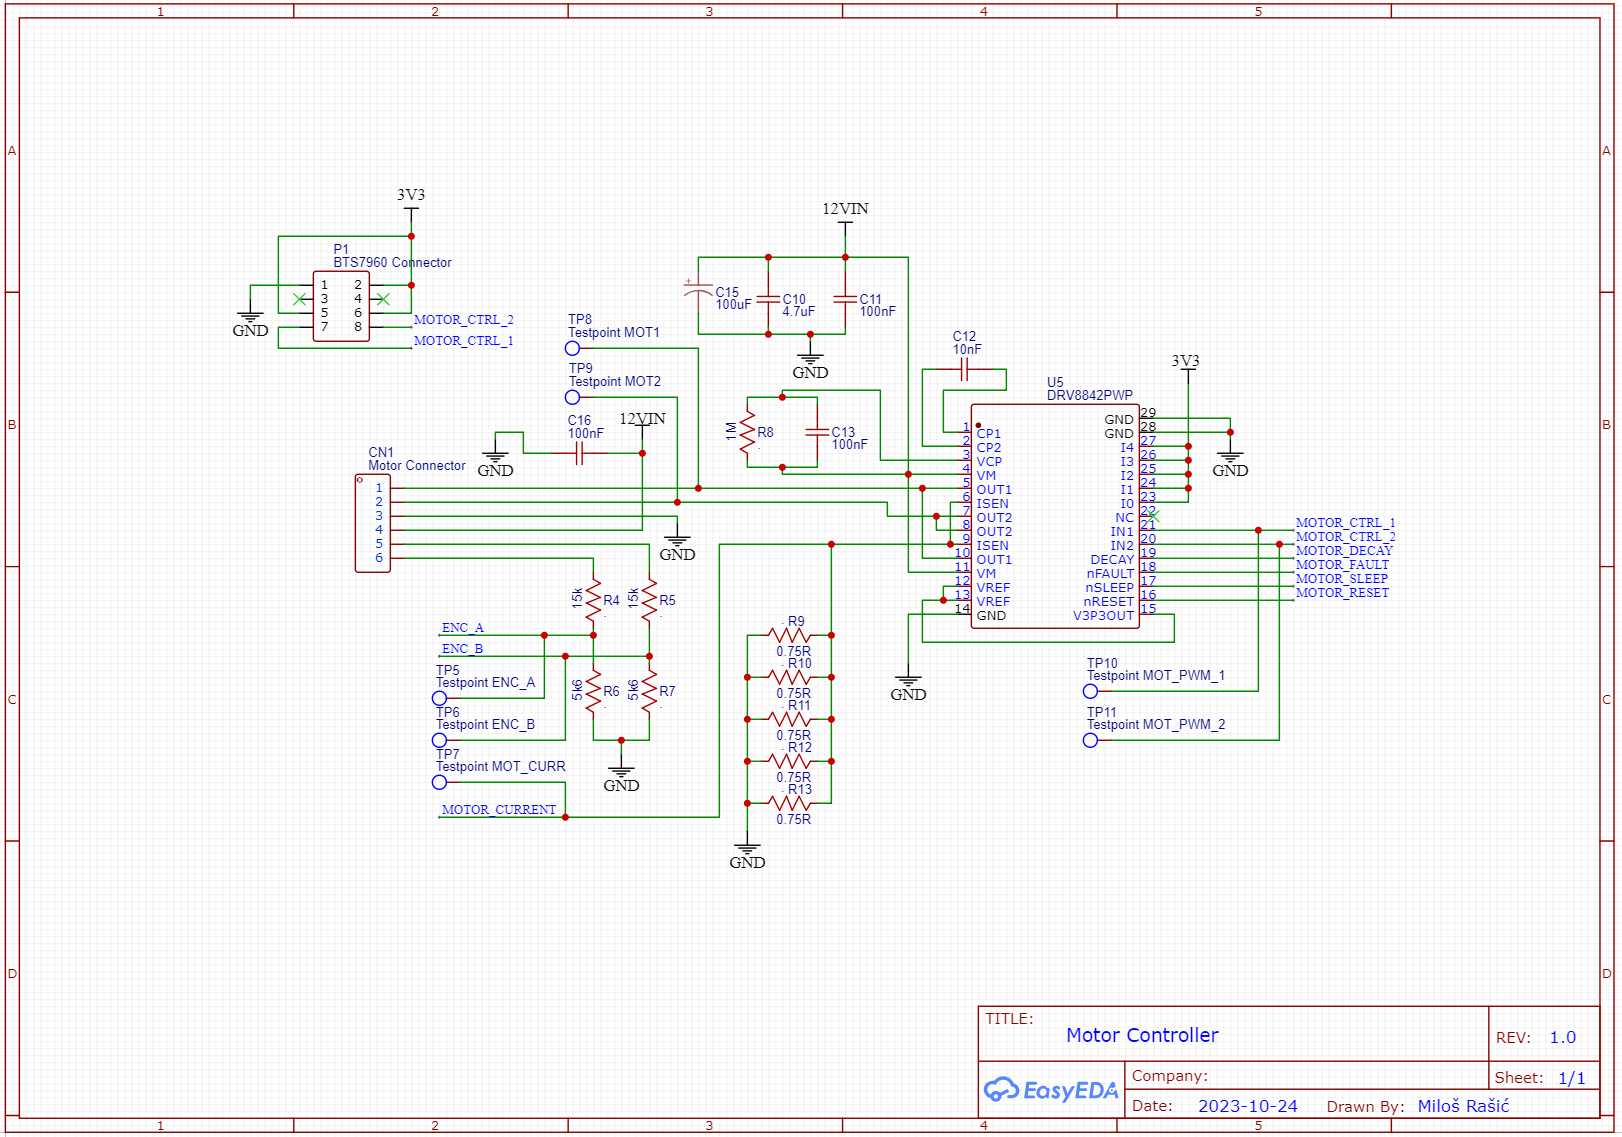 1 2 3 4 5
A
B
C
D
A
B
C
D
3V3
P1
BTS7960 Connector
1 2
3 4
5 6
7 8
GND
MOTOR_CTRL_2
MOTOR_CTRL_1
12VIN
C15
100uF
C10
4.7uF
C11
100nF
GND
TP8
Testpoint MOT1
TP9
Testpoint MOT2
C16
100nF
12VIN
GND
CN1
Motor Connector
1
2
3
4
5
6
GND
1M
R8
C13
100nF
C12
10nF
U5
DRV8842PWP
1 CP1
2 CP2
3 VCP
4 VM
5 OUT1
6 ISEN
7 OUT2
8 OUT2
9 ISEN
10 OUT1
11 VM
12 VREF
13 VREF
14 GND
GND 29
GND 28
I4 27
I3 26
I2 25
I1 24
I0 23
NC 22
IN1 21
IN2 20
DECAY 19
nFAULT 18
nSLEEP 17
nRESET 16
V3P3OUT 15
3V3
GND
MOTOR_CTRL_1
MOTOR_CTRL_2
MOTOR_DECAY
MOTOR_FAULT
MOTOR_SLEEP
MOTOR_RESET
GND
15k
R4
15k
R5
ENC_A
ENC_B
TP5
Testpoint ENC_A
TP6
Testpoint ENC_B
TP7
Testpoint MOT_CURR
MOTOR_CURRENT
5k6
R6
5k6
R7
GND
R9
0.75R
R10
0.75R
R11
0.75R
R12
0.75R
R13
0.75R
GND
TP10
Testpoint MOT_PWM_1
TP11
Testpoint MOT_PWM_2
TITLE:
Motor Controller
REV: 1.0
EasyEDA
Company:
Sheet: 1/1
Date: 2023-10-24 Drawn By: Miloš Rašić
1 2 3 4 5